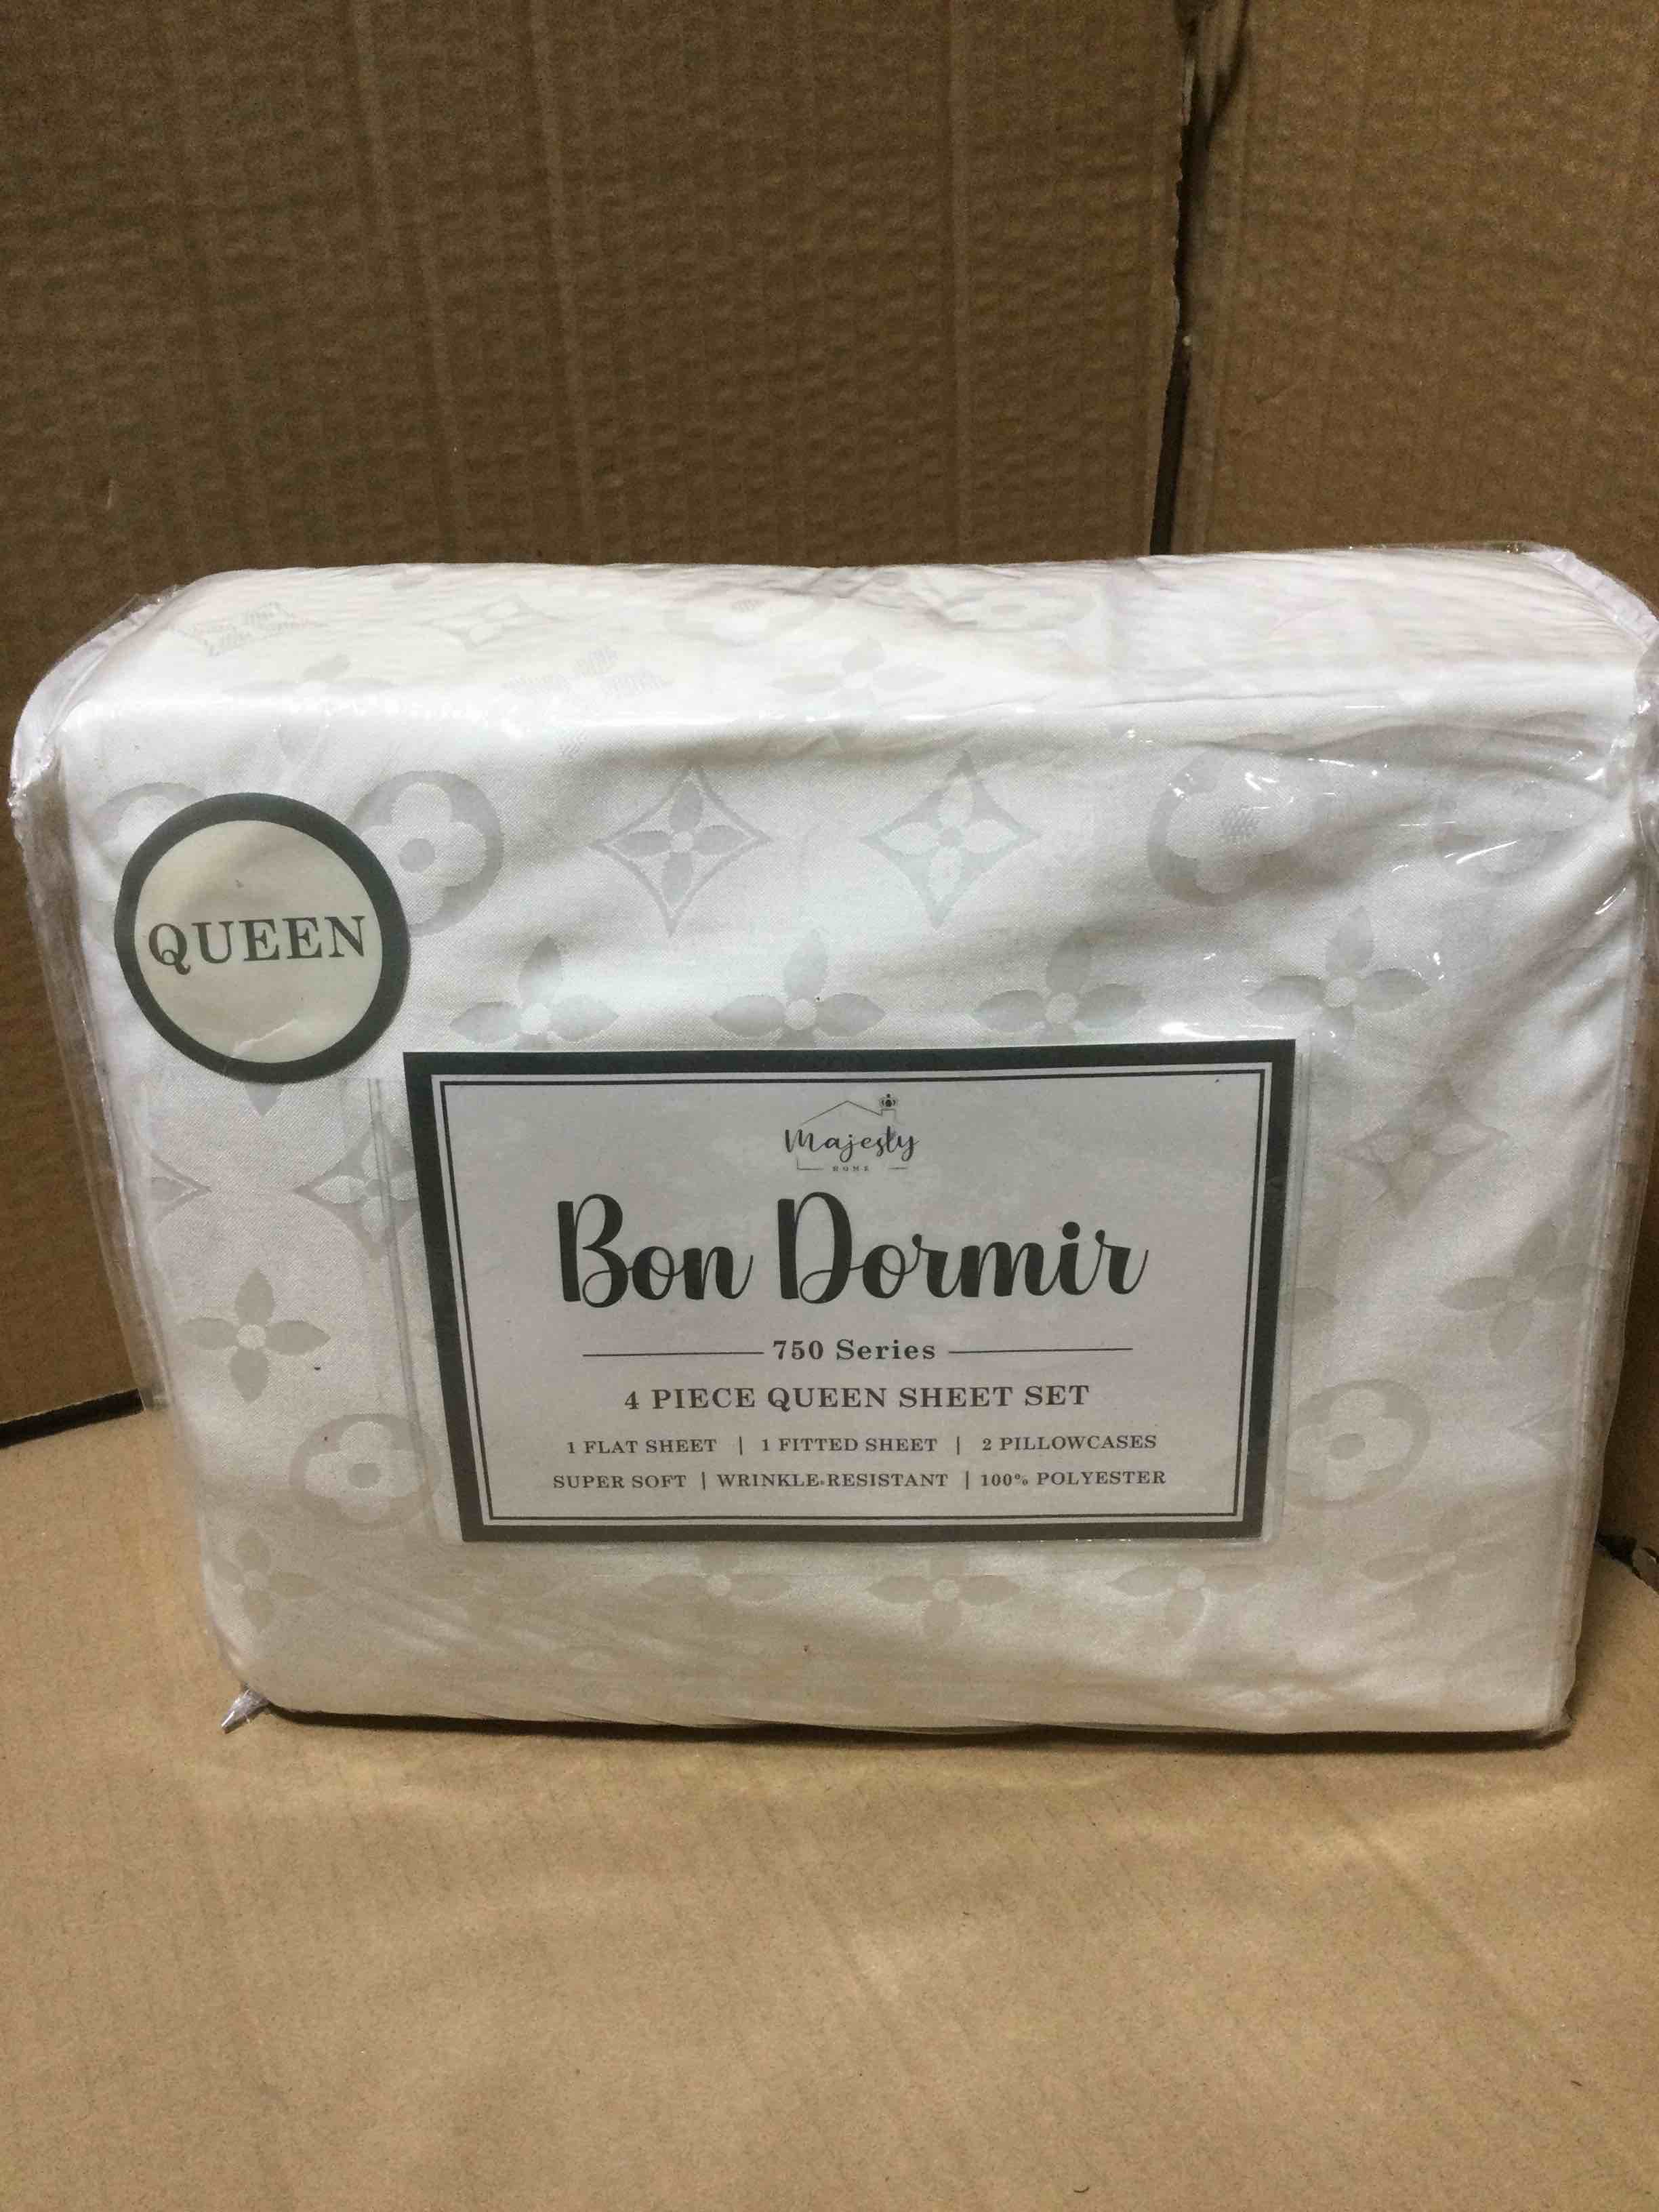 QUEEN
Majesty
HOME
Bon Dormir
750 Series
4 PIECE QUEEN SHEET SET
1 FLAT SHEET | 1 FITTED SHEET | 2 PILLOWCASES
SUPER SOFT | WRINKLE-RESISTANT | 100% POLYESTER